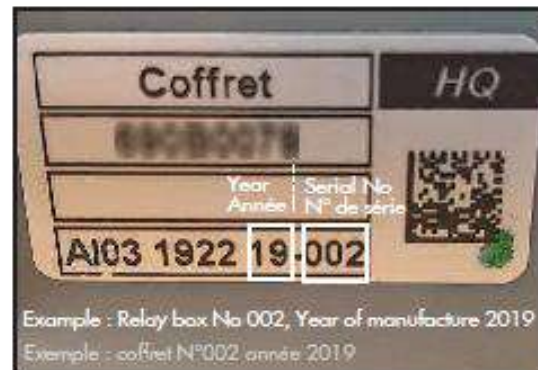 Coffret HQ
Year Serial No
Année N° de série
AI03 1922 19-002
Example : Relay box No 002, Year of manufacture 2019
Exemple : coffret N°002 année 2019